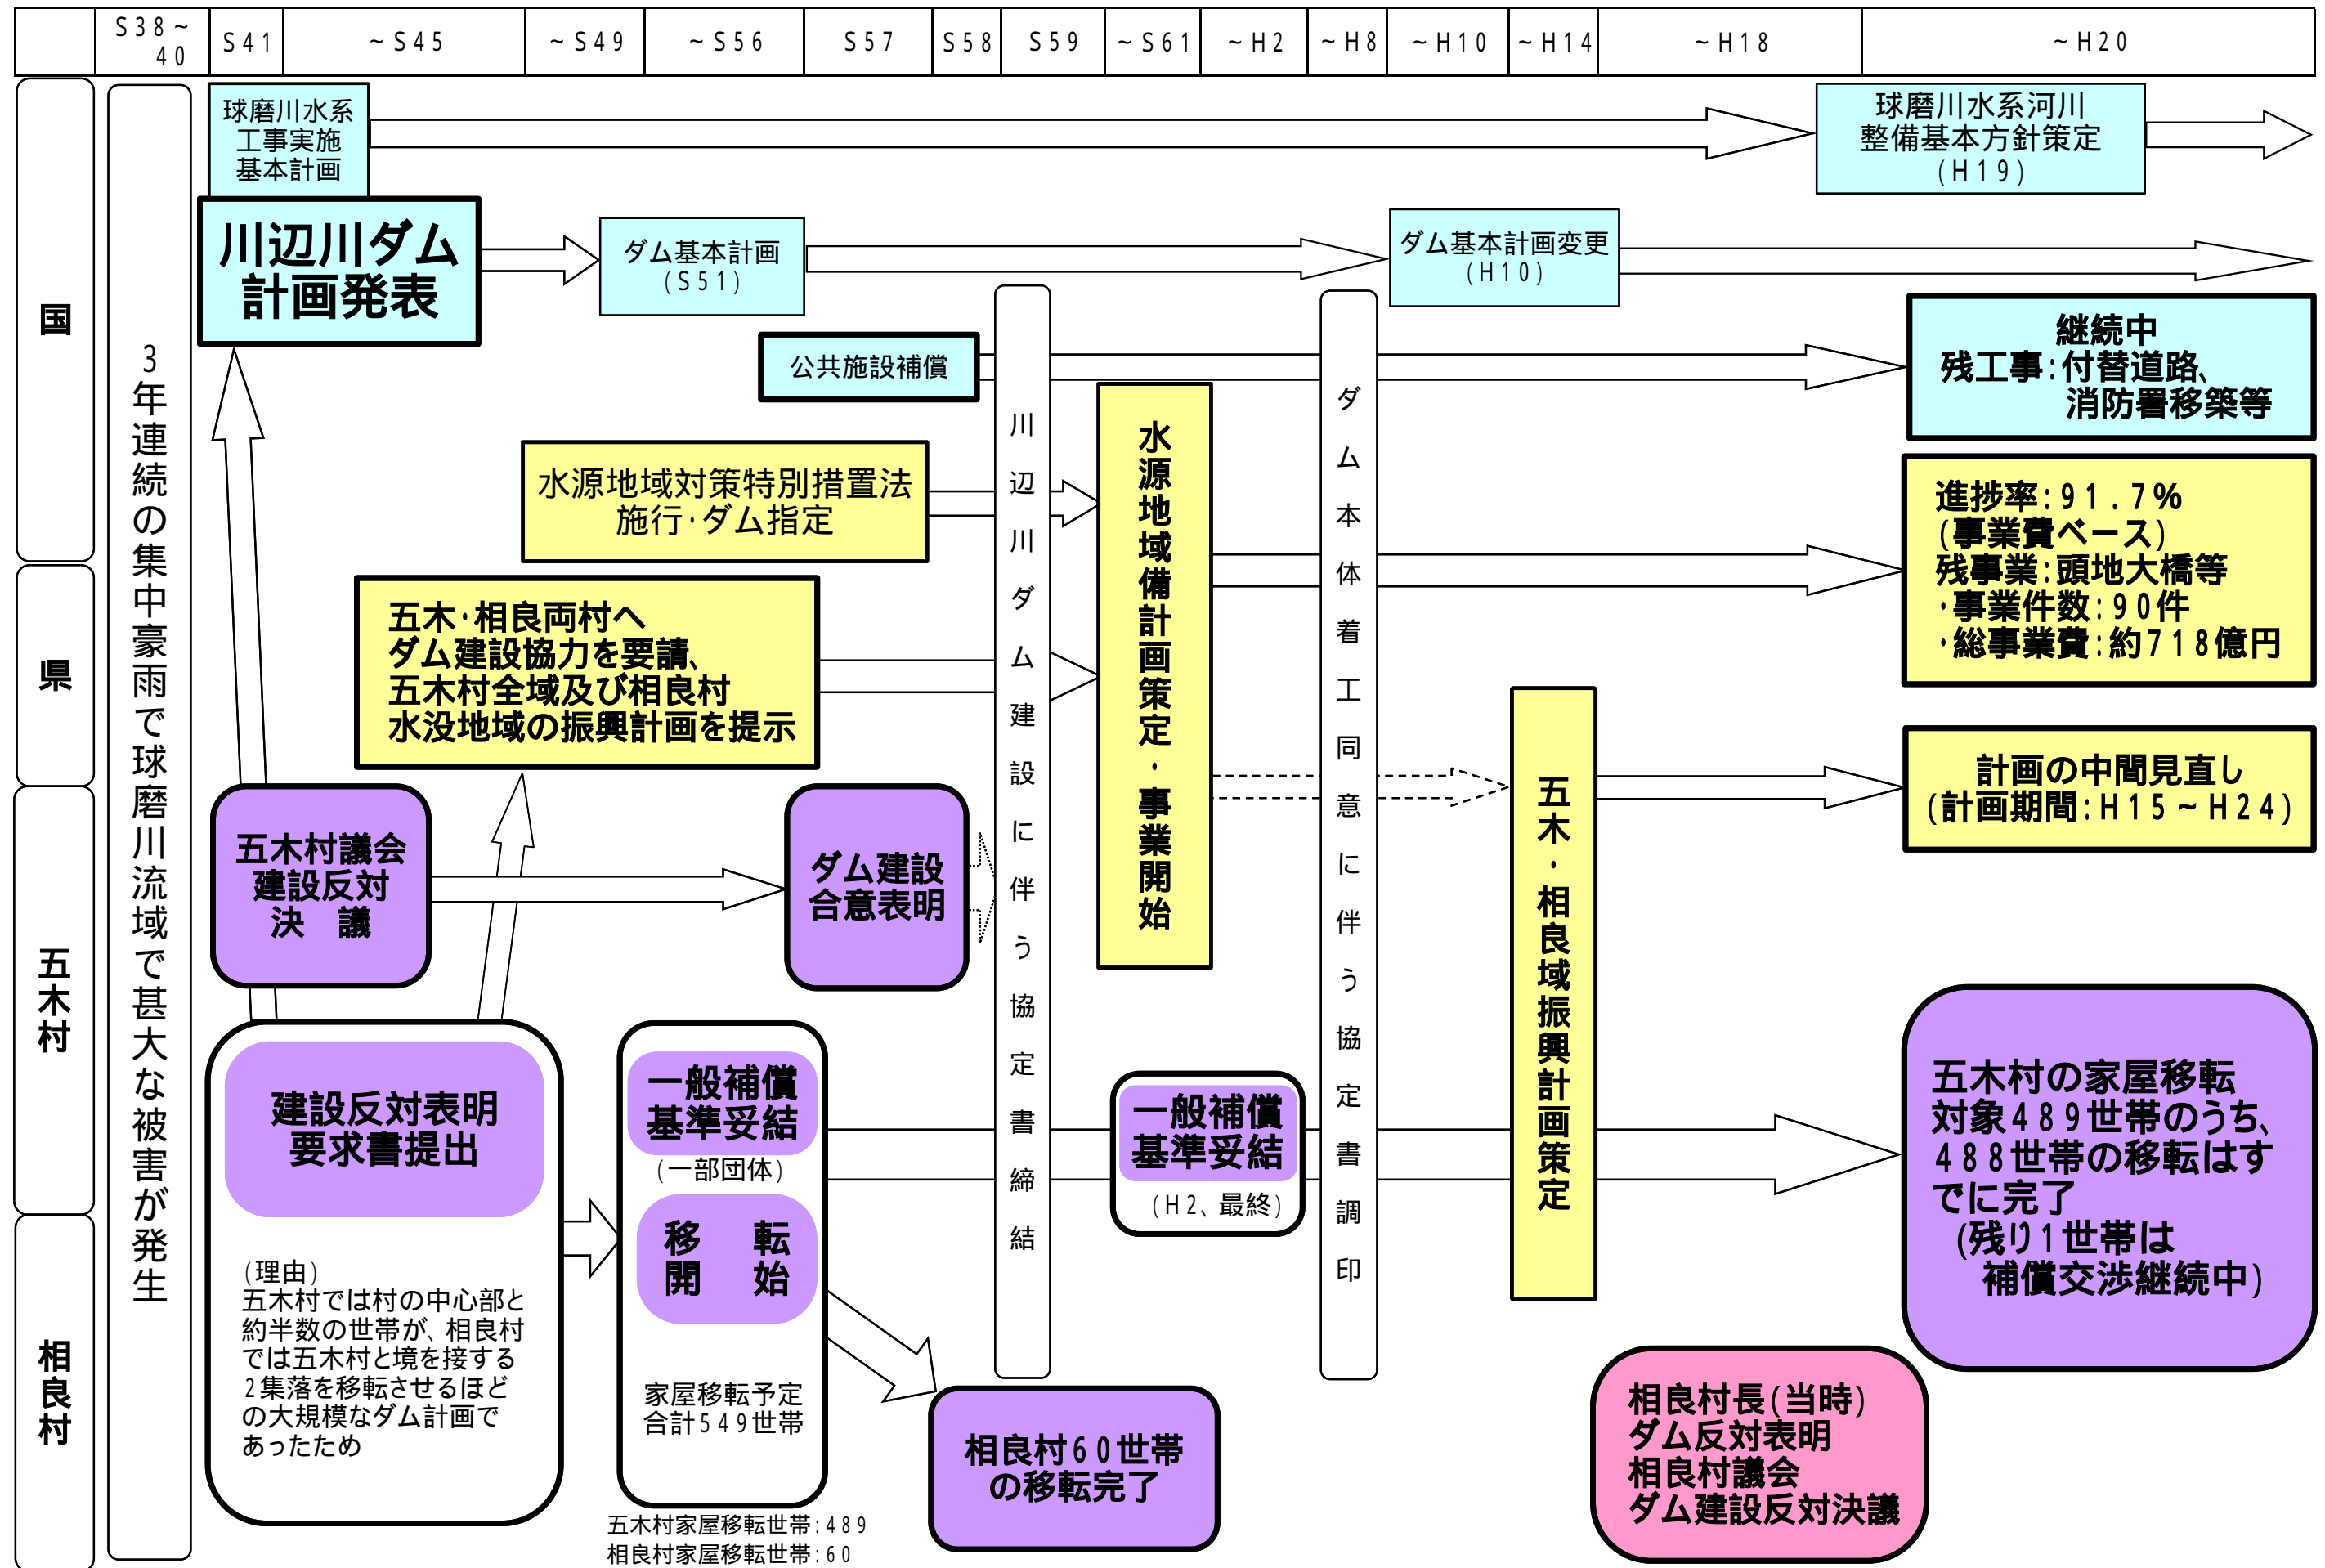 S38～
40
S41
～S45
～S49
～S56
S57
S58
S59
～S61
～H2
～H8
～H10
～H14
～H18
～H20
国
県
五木村
相良村
3年連続の集中豪雨で球磨川流域で甚大な被害が発生
球磨川水系
工事実施
基本計画
球磨川水系河川
整備基本方針策定
(H19)
川辺川ダム
計画発表
ダム基本計画
(S51)
ダム基本計画変更
(H10)
公共施設補償
継続中
残工事:付替道路、
消防署移築等
水源地域対策特別措置法
施行・ダム指定
川辺川ダム建設に伴う協定書締結
水源地域備計画策定・事業開始
ダム本体着工同意に伴う協定書調印
進捗率:91.7%
(事業費ベース)
残事業:頭地大橋等
・事業件数:90件
・総事業費:約718億円
五木・相良両村へ
ダム建設協力を要請、
五木村全域及び相良村
水没地域の振興計画を提示
五木・相良域振興計画策定
計画の中間見直し
(計画期間:H15～H24)
五木村議会
建設反対
決　議
ダム建設
合意表明
建設反対表明
要求書提出
(理由)
五木村では村の中心部と
約半数の世帯が、相良村
では五木村と境を接する
2集落を移転させるほど
の大規模なダム計画で
あったため
一般補償
基準妥結
(一部団体)
移　転
開　始
家屋移転予定
合計549世帯
五木村家屋移転世帯:489
相良村家屋移転世帯:60
一般補償
基準妥結
(H2、最終)
相良村60世帯
の移転完了
五木村の家屋移転
対象489世帯のうち、
488世帯の移転はす
でに完了
(残り1世帯は
補償交渉継続中)
相良村長(当時)
ダム反対表明
相良村議会
ダム建設反対決議